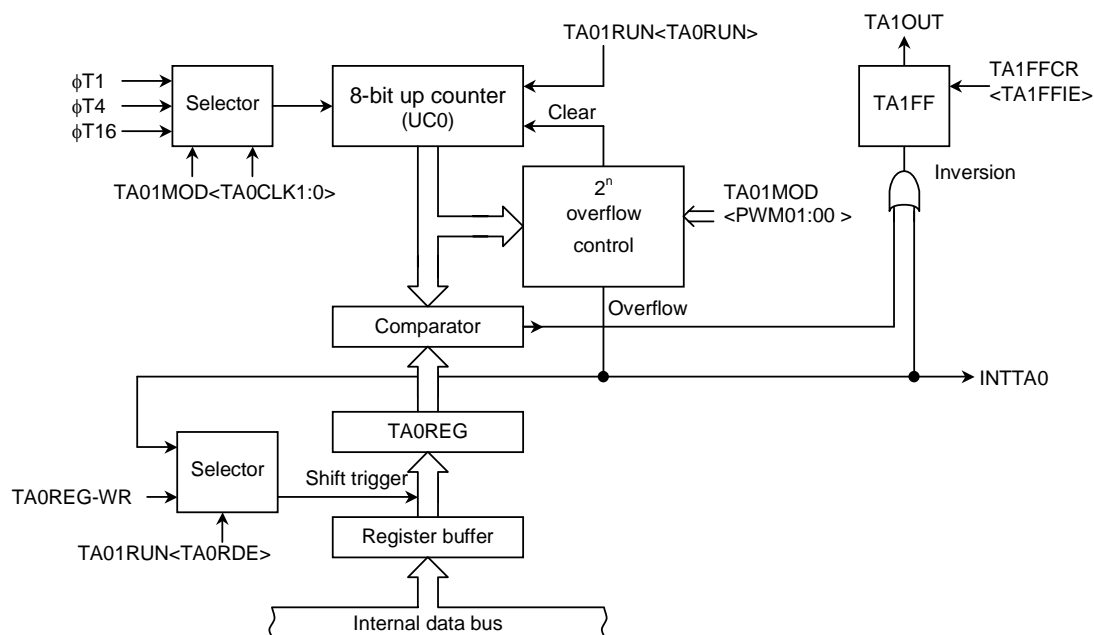 TA1OUT
TA01RUN<TA0RUN>
TA1FFCR
<TA1FFIE>
ϕT1
ϕT4
ϕT16
Selector
8-bit up counter
(UC0)
TA1FF
Clear
Inversion
TA01MOD<TA0CLK1:0>
2ⁿ
overflow
control
TA01MOD
<PWM01:00 >
Overflow
Comparator
INTTA0
TA0REG
Selector
Shift trigger
TA0REG-WR
Register buffer
TA01RUN<TA0RDE>
Internal data bus